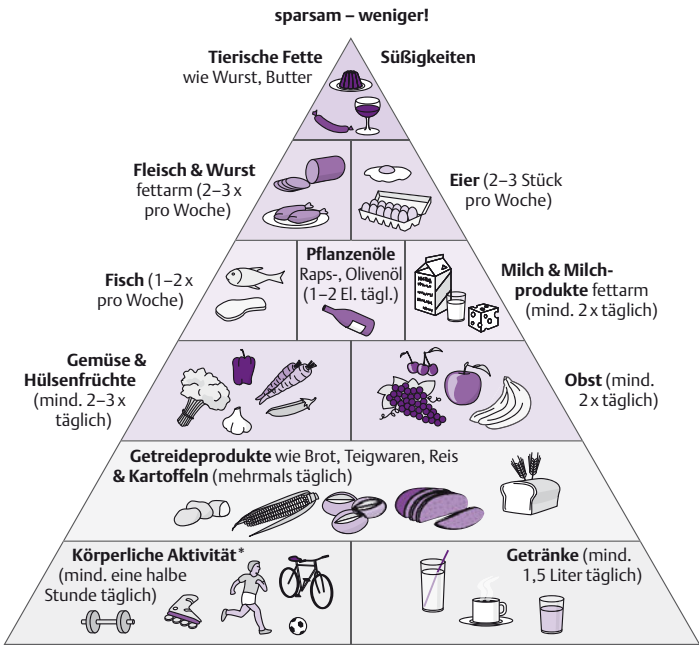 sparsam – weniger!
Tierische Fette
wie Wurst, Butter
Süßigkeiten
Fleisch & Wurst
fettarm (2–3 x
pro Woche)
Eier (2–3 Stück
pro Woche)
Fisch (1–2 x
pro Woche)
Pflanzenöle
Raps-, Olivenöl
(1–2 El. tägl.)
Milch & Milch-
produkte fettarm
(mind. 2 x täglich)
Gemüse &
Hülsenfrüchte
(mind. 2–3 x
täglich)
Obst (mind.
2 x täglich)
Getreideprodukte wie Brot, Teigwaren, Reis
& Kartoffeln (mehrmals täglich)
Körperliche Aktivität*
(mind. eine halbe
Stunde täglich)
Getränke (mind.
1,5 Liter täglich)